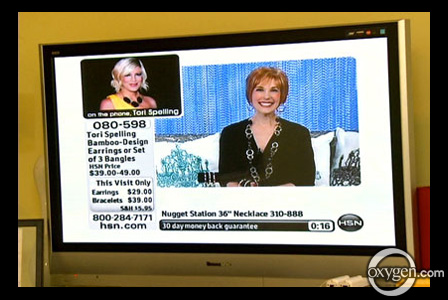 on the phone, Tori Spelling
080-598
Tori Spelling
Bamboo-Design
Earrings or Set
of 3 Bangles
HSN Price
$39.00-49.00
This Visit Only
Earrings $29.00
Bracelets $39.00
S&H $5.95
800-284-7171
hsn.com
Nugget Station 36" Necklace 310-888
30 day money back guarantee 0:16
HSN
oxygen.com